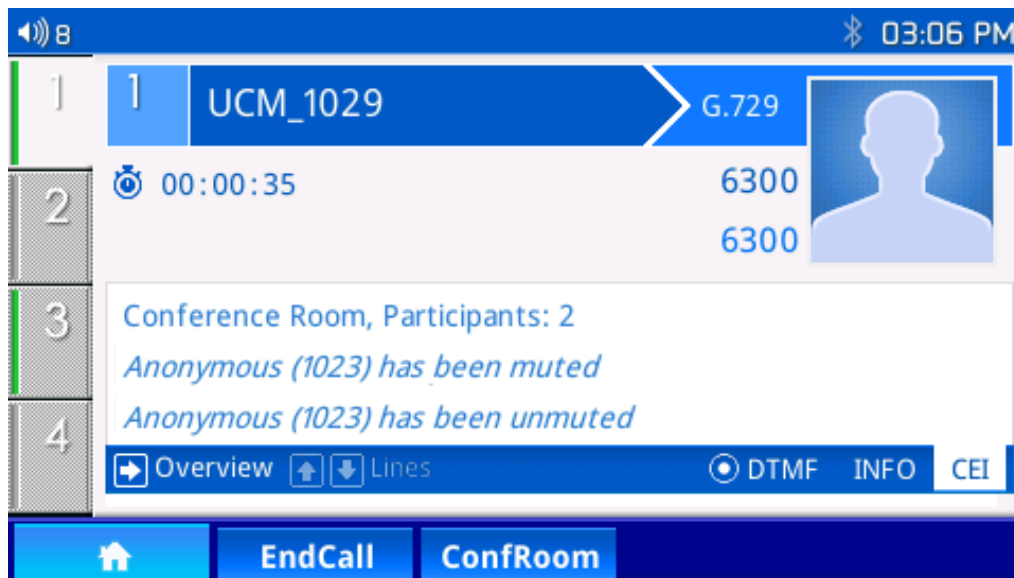 8 03:06 PM
1 1 UCM_1029 G.729
00:00:35 6300
2
6300
3 Conference Room, Participants: 2
Anonymous (1023) has been muted
4 Anonymous (1023) has been unmuted
Overview Lines DTMF INFO CEI
EndCall ConfRoom